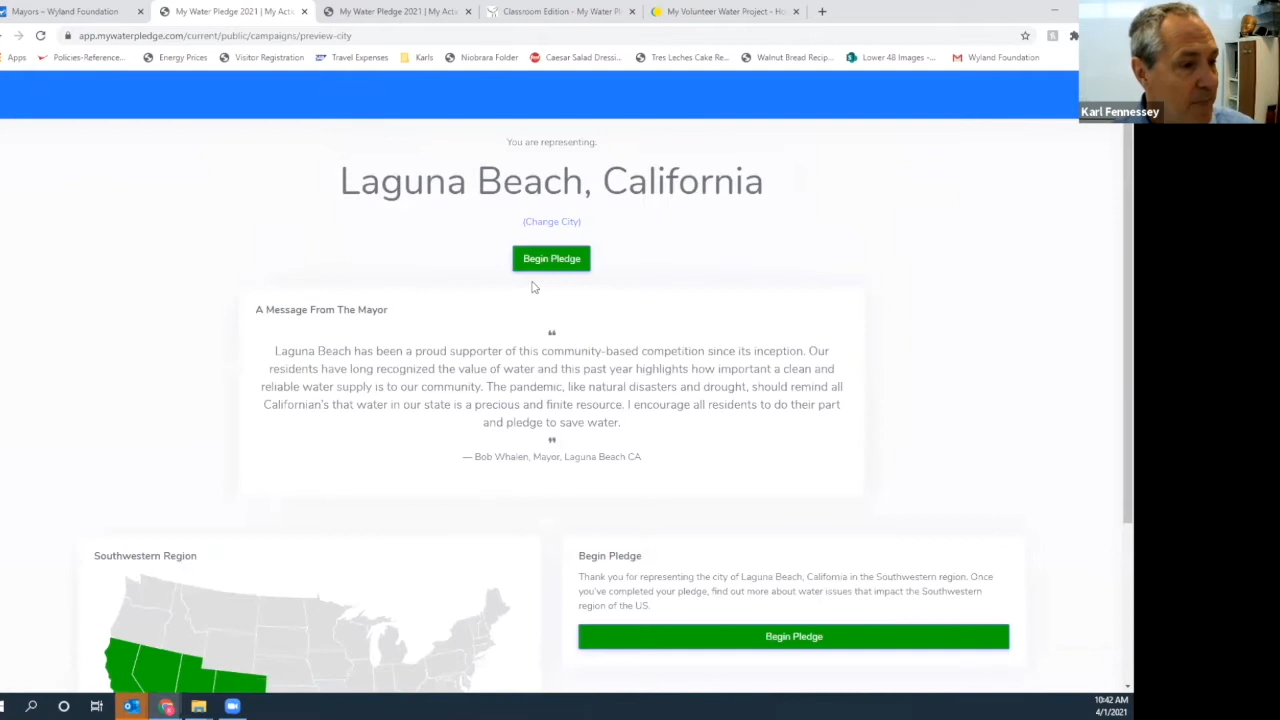 Mayors – Wyland Foundation
My Water Pledge 2021 | My Acti
My Water Pledge 2021 | My Acti
Classroom Edition - My Water Pl
My Volunteer Water Project - Ho
app.mywaterpledge.com/current/public/campaigns/preview-city
Apps
Policies-Reference...
Energy Prices
Visitor Registration
Travel Expenses
Karls
Niobrara Folder
Caesar Salad Dressi...
Tres Leches Cake Re...
Walnut Bread Recip...
Lower 48 Images -...
Wyland Foundation
Karl Fennessey
You are representing:
Laguna Beach, California
(Change City)
Begin Pledge
A Message From The Mayor
❝
Laguna Beach has been a proud supporter of this community-based competition since its inception. Our
residents have long recognized the value of water and this past year highlights how important a clean and
reliable water supply is to our community. The pandemic, like natural disasters and drought, should remind all
Californian's that water in our state is a precious and finite resource. I encourage all residents to do their part
and pledge to save water.
❞
— Bob Whalen, Mayor, Laguna Beach CA
Southwestern Region
Begin Pledge
Thank you for representing the city of Laguna Beach, California in the Southwestern region. Once
you've completed your pledge, find out more about water issues that impact the Southwestern
region of the US.
Begin Pledge
10:42 AM
4/1/2021